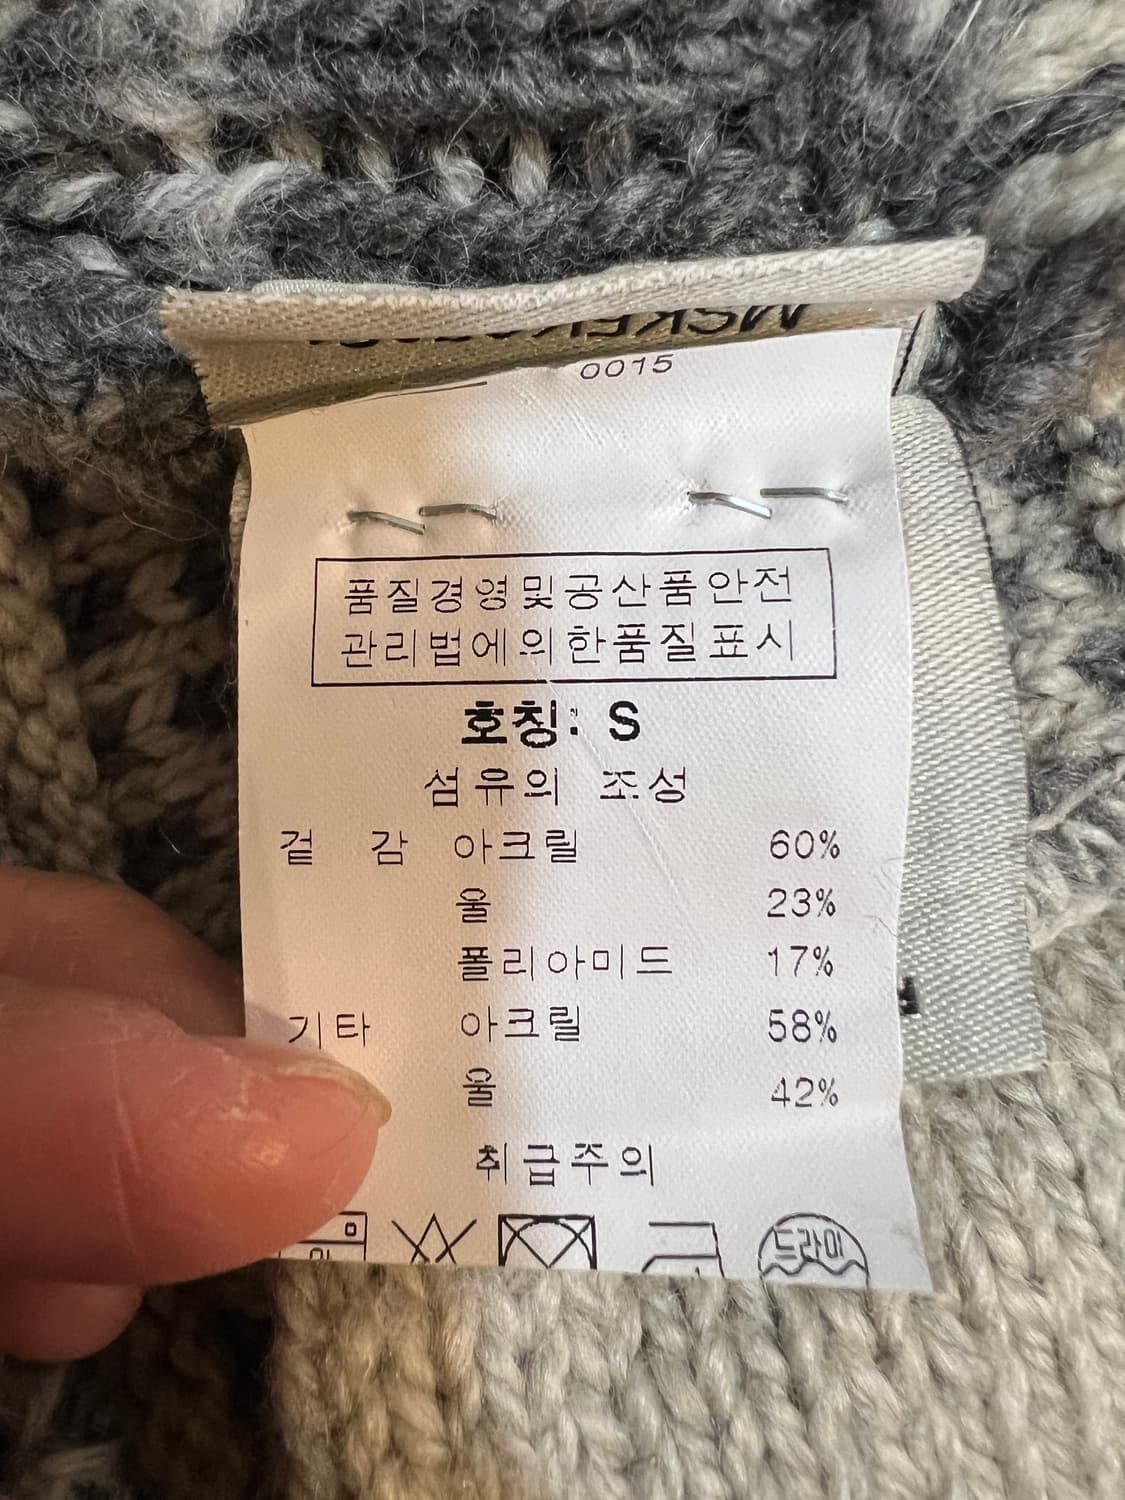 0015
품질경영및공산품안전
관리법에의한품질표시
호칭: S
섬유의 조성
겉 감 아크릴 60%
울 23%
폴리아미드 17%
기타 아크릴 58%
울 42%
취급주의
드라이